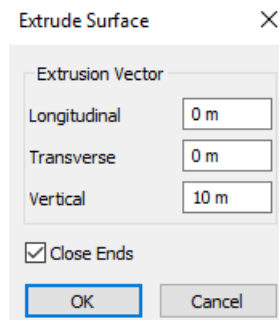 Extrude Surface
Extrusion Vector
Longitudinal 0 m
Transverse 0 m
Vertical 10 m
Close Ends
OK Cancel